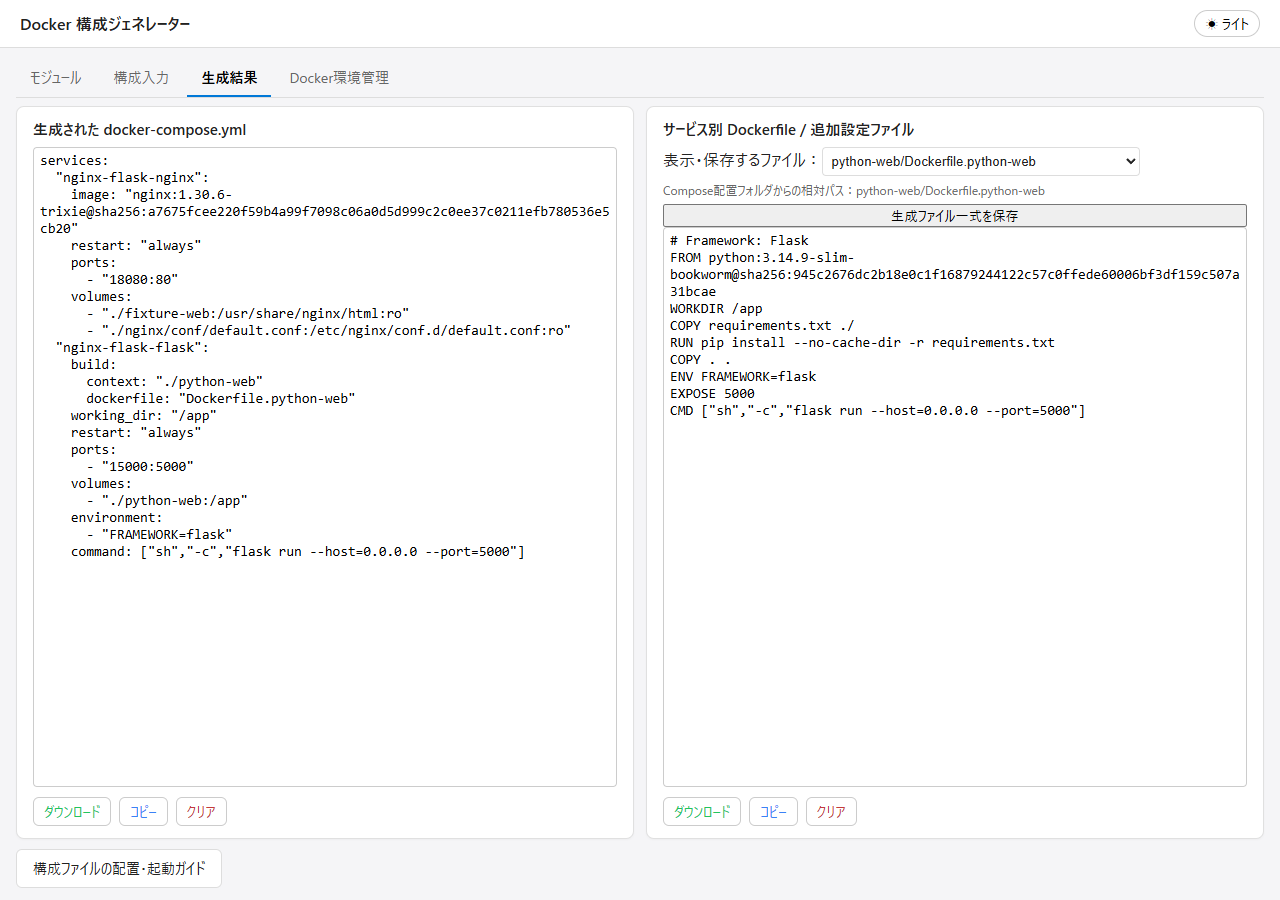 Docker 構成ジェネレーター
ライト
モジュール
構成入力
生成結果
Docker環境管理
生成された docker-compose.yml
services:
  "nginx-flask-nginx":
    image: "nginx:1.30.6-
trixie@sha256:a7675fcee220f59b4a99f7098c06a0d5d999c2c0ee37c0211efb780536e5
cb20"
    restart: "always"
    ports:
      - "18080:80"
    volumes:
      - "./fixture-web:/usr/share/nginx/html:ro"
      - "./nginx/conf/default.conf:/etc/nginx/conf.d/default.conf:ro"
  "nginx-flask-flask":
    build:
      context: "./python-web"
      dockerfile: "Dockerfile.python-web"
    working_dir: "/app"
    restart: "always"
    ports:
      - "15000:5000"
    volumes:
      - "./python-web:/app"
    environment:
      - "FRAMEWORK=flask"
    command: ["sh","-c","flask run --host=0.0.0.0 --port=5000"]
ダウンロード
コピー
クリア
サービス別 Dockerfile / 追加設定ファイル
表示・保存するファイル：
python-web/Dockerfile.python-web
Compose配置フォルダからの相対パス：python-web/Dockerfile.python-web
生成ファイル一式を保存
# Framework: Flask
FROM python:3.14.9-slim-
bookworm@sha256:945c2676dc2b18e0c1f16879244122c57c0ffede60006bf3df159c507a
31bcae
WORKDIR /app
COPY requirements.txt ./
RUN pip install --no-cache-dir -r requirements.txt
COPY . .
ENV FRAMEWORK=flask
EXPOSE 5000
CMD ["sh","-c","flask run --host=0.0.0.0 --port=5000"]
ダウンロード
コピー
クリア
構成ファイルの配置・起動ガイド